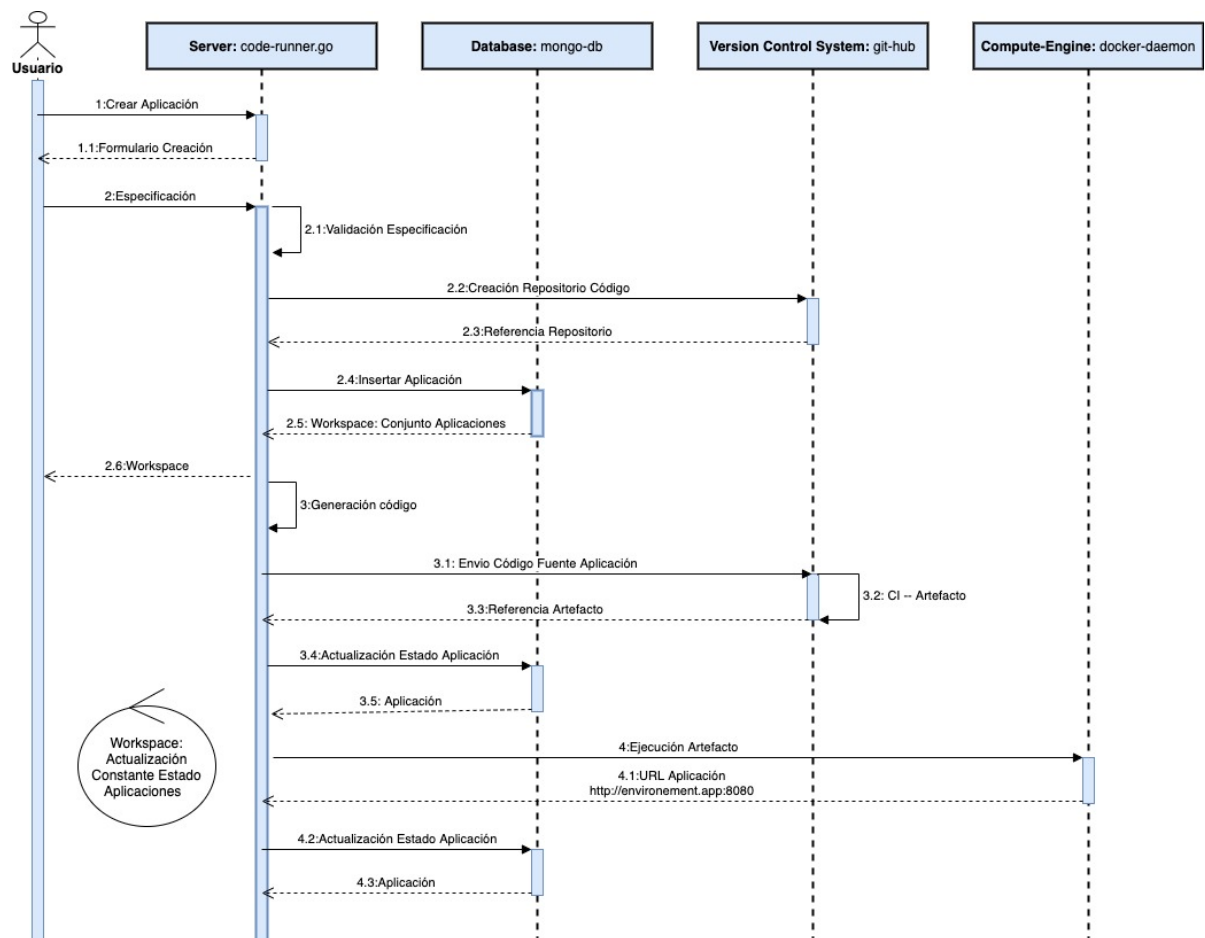 Usuario
Server: code-runner.go
Database: mongo-db
Version Control System: git-hub
Compute-Engine: docker-daemon
1:Crear Aplicación
1.1:Formulario Creación
2:Especificación
2.1:Validación Especificación
2.2:Creación Repositorio Código
2.3:Referencia Repositorio
2.4:Insertar Aplicación
2.5: Workspace: Conjunto Aplicaciones
2.6:Workspace
3:Generación código
3.1: Envio Código Fuente Aplicación
3.2: CI -- Artefacto
3.3:Referencia Artefacto
3.4:Actualización Estado Aplicación
3.5: Aplicación
Workspace:
Actualización
Constante Estado
Aplicaciones
4:Ejecución Artefacto
4.1:URL Aplicación
http://environement.app:8080
4.2:Actualización Estado Aplicación
4.3:Aplicación